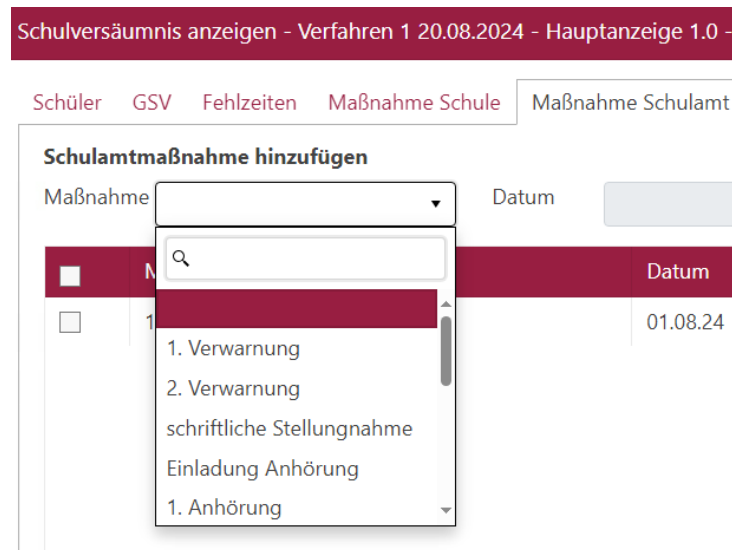 Schulversäumnis anzeigen - Verfahren 1 20.08.2024 - Hauptanzeige 1.0 -
Schüler GSV Fehlzeiten Maßnahme Schule Maßnahme Schulamt
Schulamtmaßnahme hinzufügen
Maßnahme Datum
Datum
01.08.24
1. Verwarnung
2. Verwarnung
schriftliche Stellungnahme
Einladung Anhörung
1. Anhörung